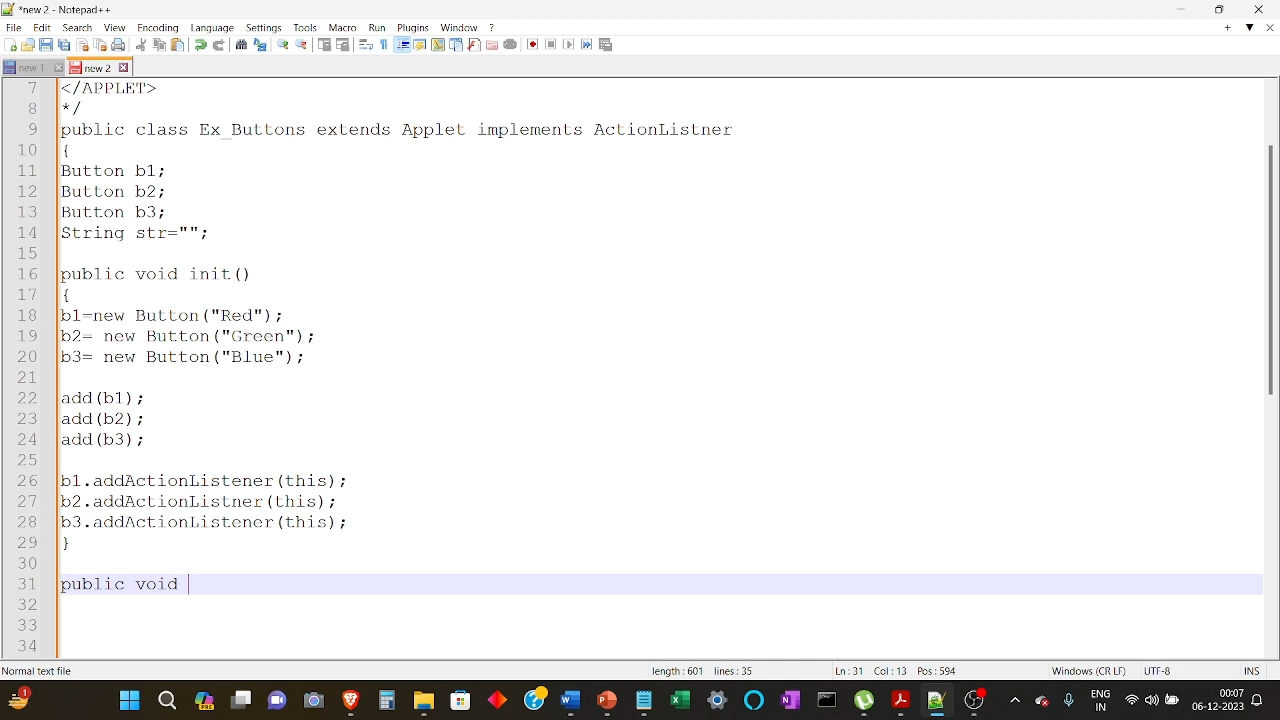 *new 2 - Notepad++
File Edit Search View Encoding Language Settings Tools Macro Run Plugins Window ?
new 1 new 2
7 </APPLET>
8 */
9 public class Ex_Buttons extends Applet implements ActionListner
10 {
11 Button b1;
12 Button b2;
13 Button b3;
14 String str="";
15
16 public void init()
17 {
18 b1=new Button("Red");
19 b2= new Button("Green");
20 b3= new Button("Blue");
21
22 add(b1);
23 add(b2);
24 add(b3);
25
26 b1.addActionListener(this);
27 b2.addActionListner(this);
28 b3.addActionListener(this);
29 }
30
31 public void
32
33
34
Normal text file length : 601 lines : 35 Ln : 31 Col : 13 Pos : 594 Windows (CR LF) UTF-8 INS
1 ENG 00:07
IN 06-12-2023